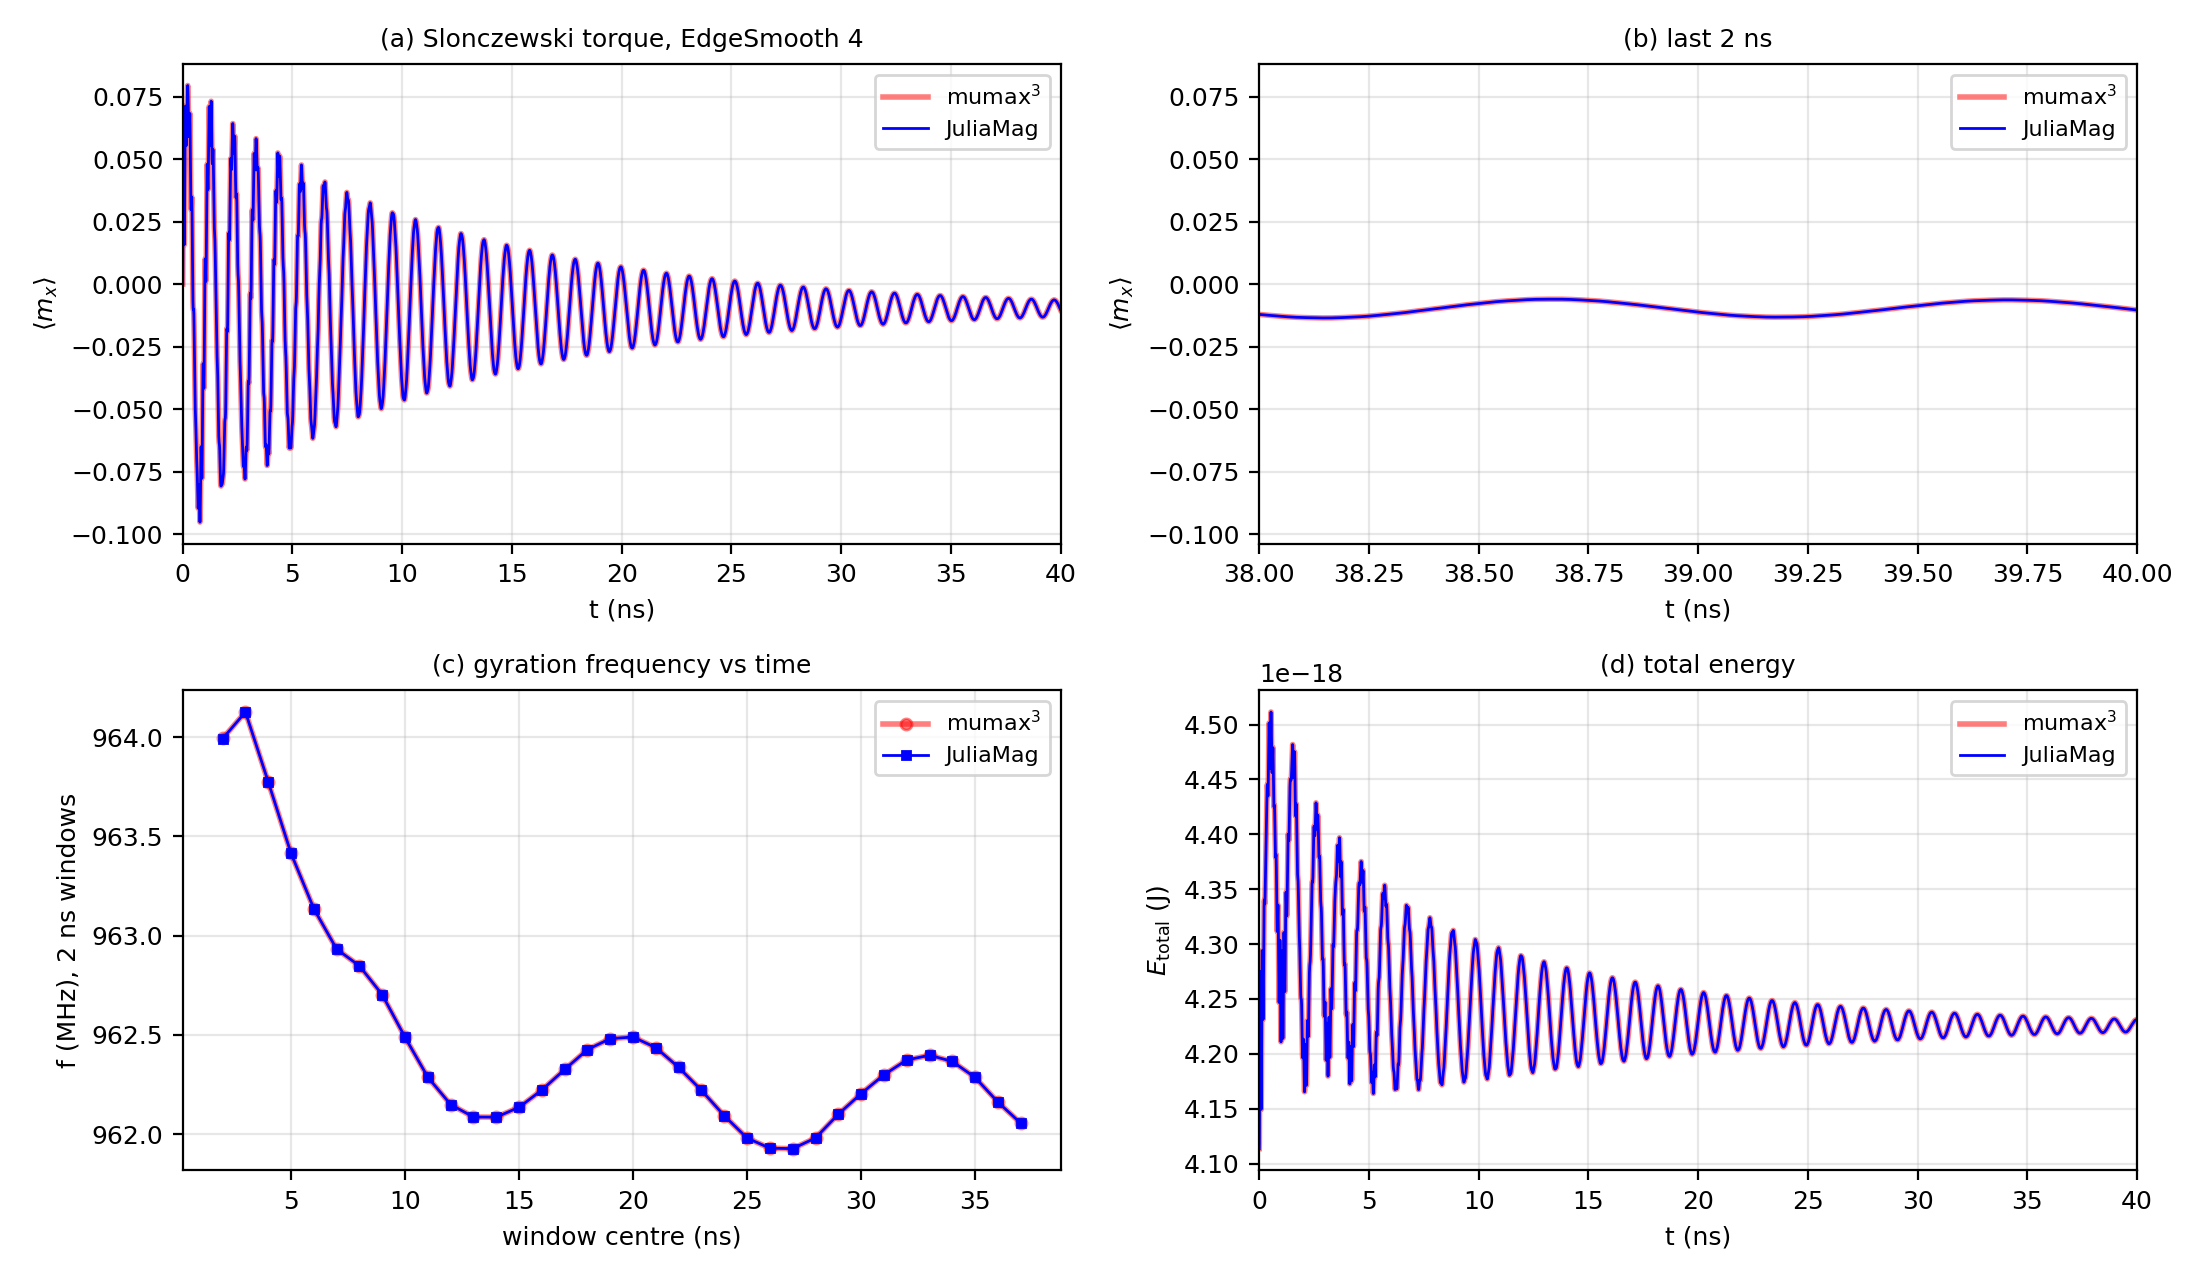 (a) Slonczewski torque, EdgeSmooth 4
mumax³
JuliaMag
0.075
0.050
0.025
0.000
−0.025
−0.050
−0.075
−0.100
⟨mₓ⟩
0 5 10 15 20 25 30 35 40
t (ns)
(b) last 2 ns
mumax³
JuliaMag
0.075
0.050
0.025
0.000
−0.025
−0.050
−0.075
−0.100
⟨mₓ⟩
38.00 38.25 38.50 38.75 39.00 39.25 39.50 39.75 40.00
t (ns)
(c) gyration frequency vs time
mumax³
JuliaMag
964.0
963.5
963.0
962.5
962.0
f (MHz), 2 ns windows
5 10 15 20 25 30 35
window centre (ns)
(d) total energy
1e−18
mumax³
JuliaMag
4.50
4.45
4.40
4.35
4.30
4.25
4.20
4.15
4.10
E_total (J)
0 5 10 15 20 25 30 35 40
t (ns)